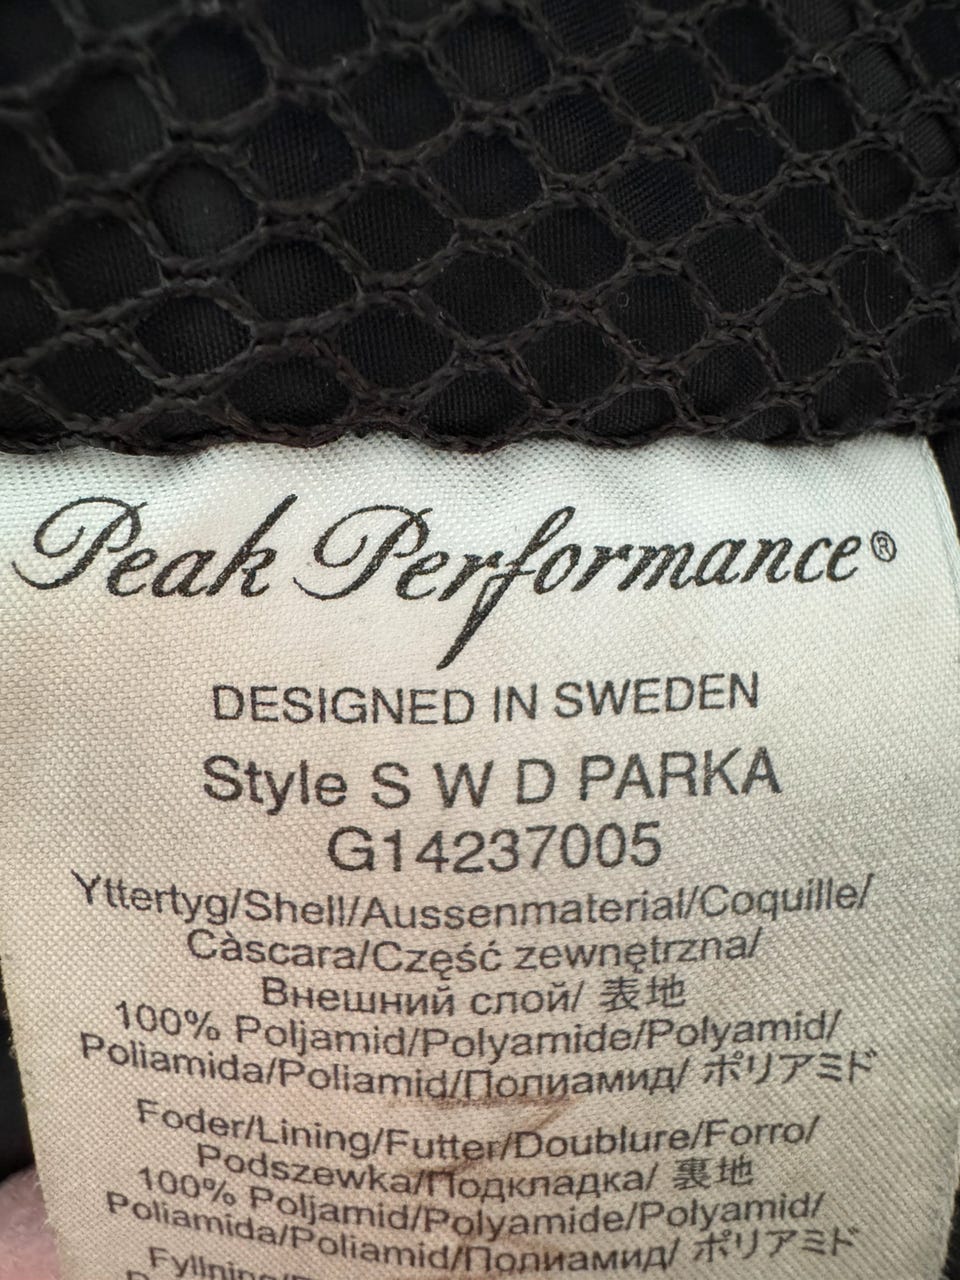 Peak Performance®
DESIGNED IN SWEDEN
Style S W D PARKA
G14237005
Yttertyg/Shell/Aussenmaterial/Coquille/
Càscara/Część zewnętrzna/
Внешний слой/ 表地
100% Poljamid/Polyamide/Polyamid/
Poliamida/Poliamid/Полиамид/ ポリアミド
Foder/Lining/Futter/Doublure/Forro/
Podszewka/Подкладка/ 裏地
100% Poljamid/Polyamide/Polyamid/
Poliamida/Poliamid/Полиамид/ ポリアミド